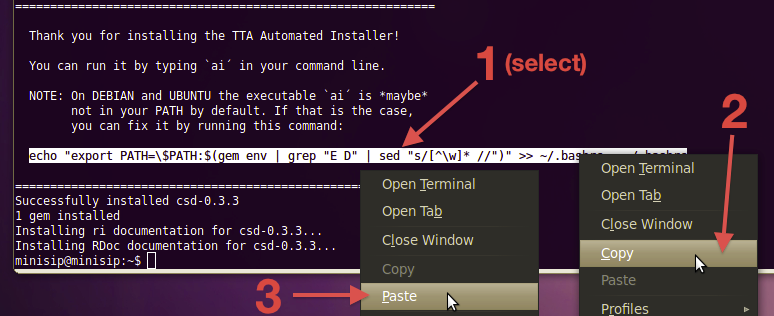 ================================================================
Thank you for installing the TTA Automated Installer!
You can run it by typing `ai´ in your command line.
NOTE: On DEBIAN and UBUNTU the executable `ai´ is *maybe*
not in your PATH by default. If that is the case,
you can fix it by running this command:
echo "export PATH=\$PATH:$(gem env | grep "E D" | sed "s/[^\w]* //")" >> ~/.bashrc
================================================================
Successfully installed csd-0.3.3
1 gem installed
Installing ri documentation for csd-0.3.3...
Installing RDoc documentation for csd-0.3.3...
minisip@minisip:~$
1 (select)
Open Terminal
Open Tab
Close Window
Copy
Paste
3
2
Open Terminal
Open Tab
Close Window
Copy
Paste
Profiles